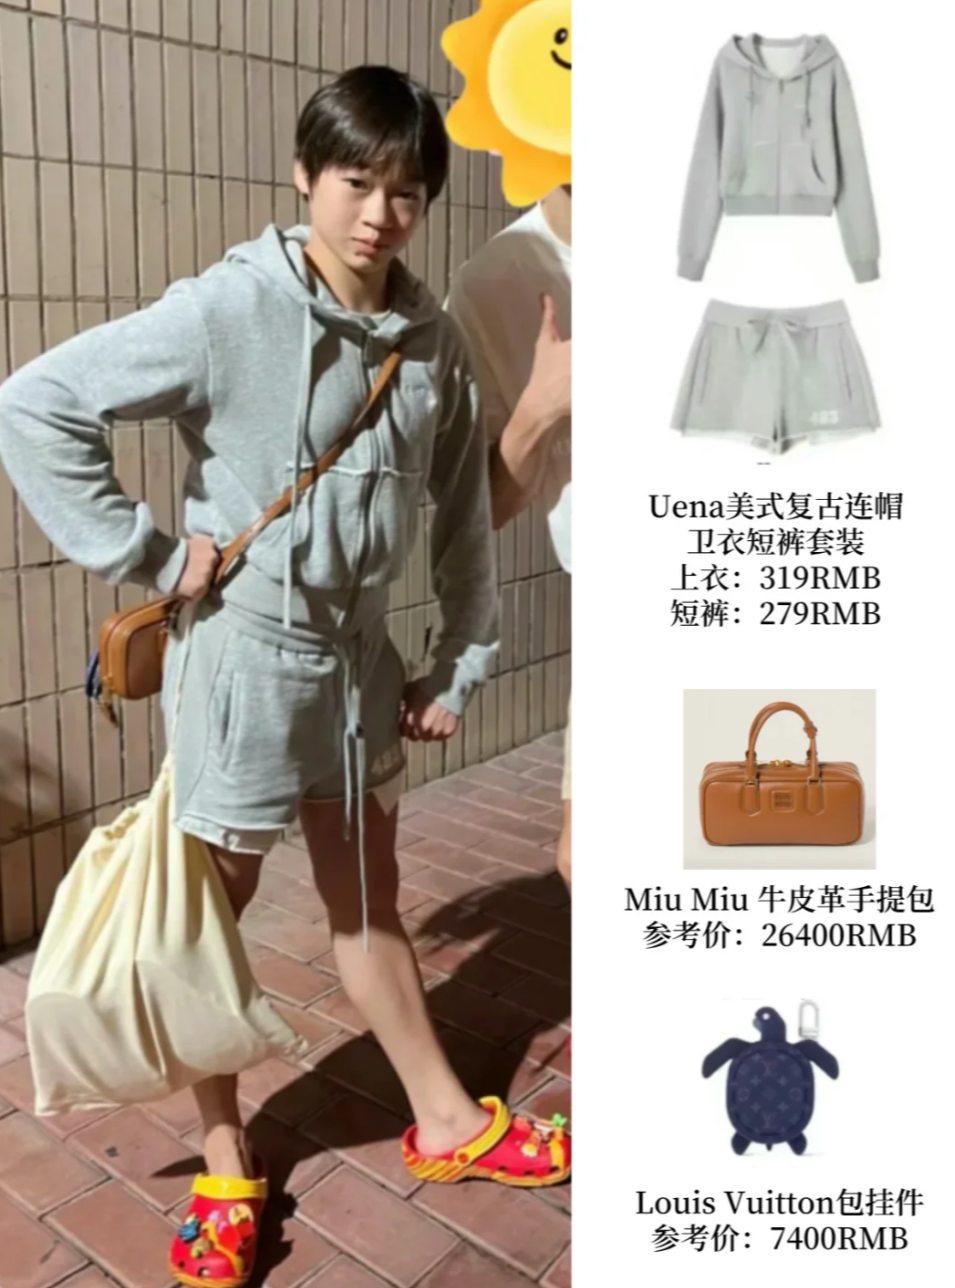 483
483
Uena美式复古连帽
卫衣短裤套装
上衣：319RMB
短裤：279RMB
Miu Miu 牛皮革手提包
参考价：26400RMB
Louis Vuitton包挂件
参考价：7400RMB